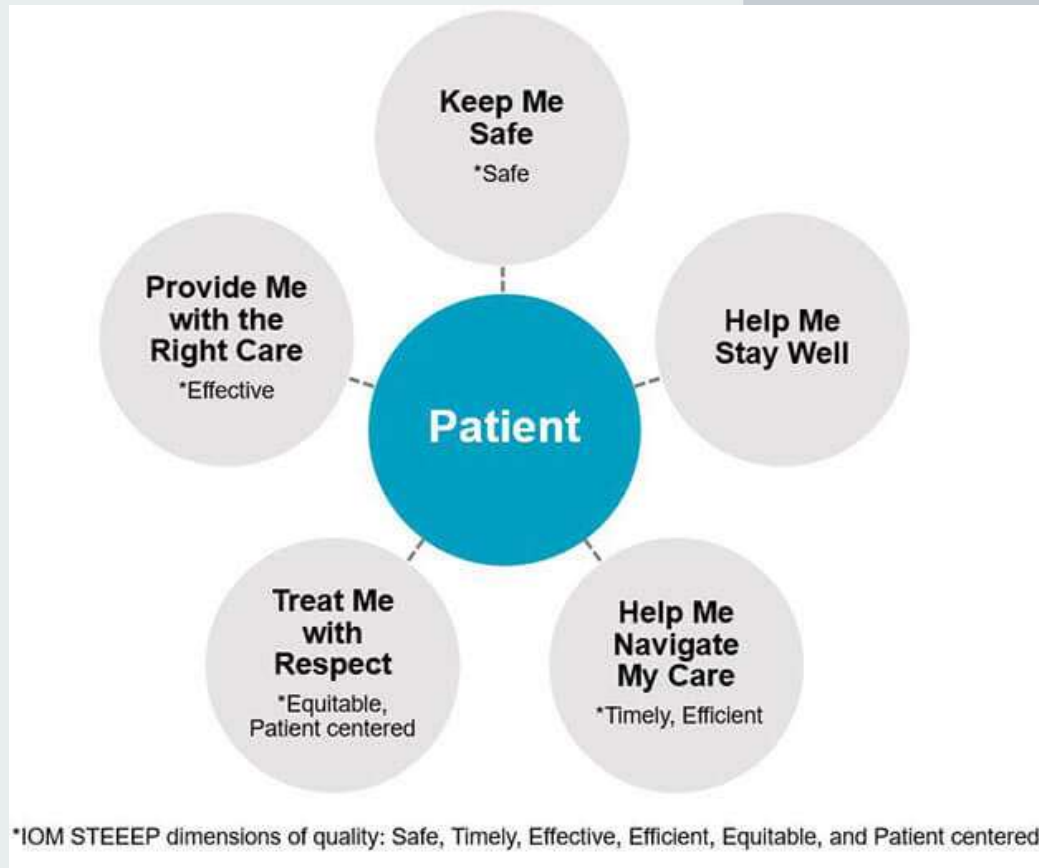 Keep Me
Safe
*Safe
Provide Me
with the
Right Care
*Effective
Help Me
Stay Well
Patient
Treat Me
with
Respect
*Equitable,
Patient centered
Help Me
Navigate
My Care
*Timely, Efficient
*IOM STEEEP dimensions of quality: Safe, Timely, Effective, Efficient, Equitable, and Patient centered